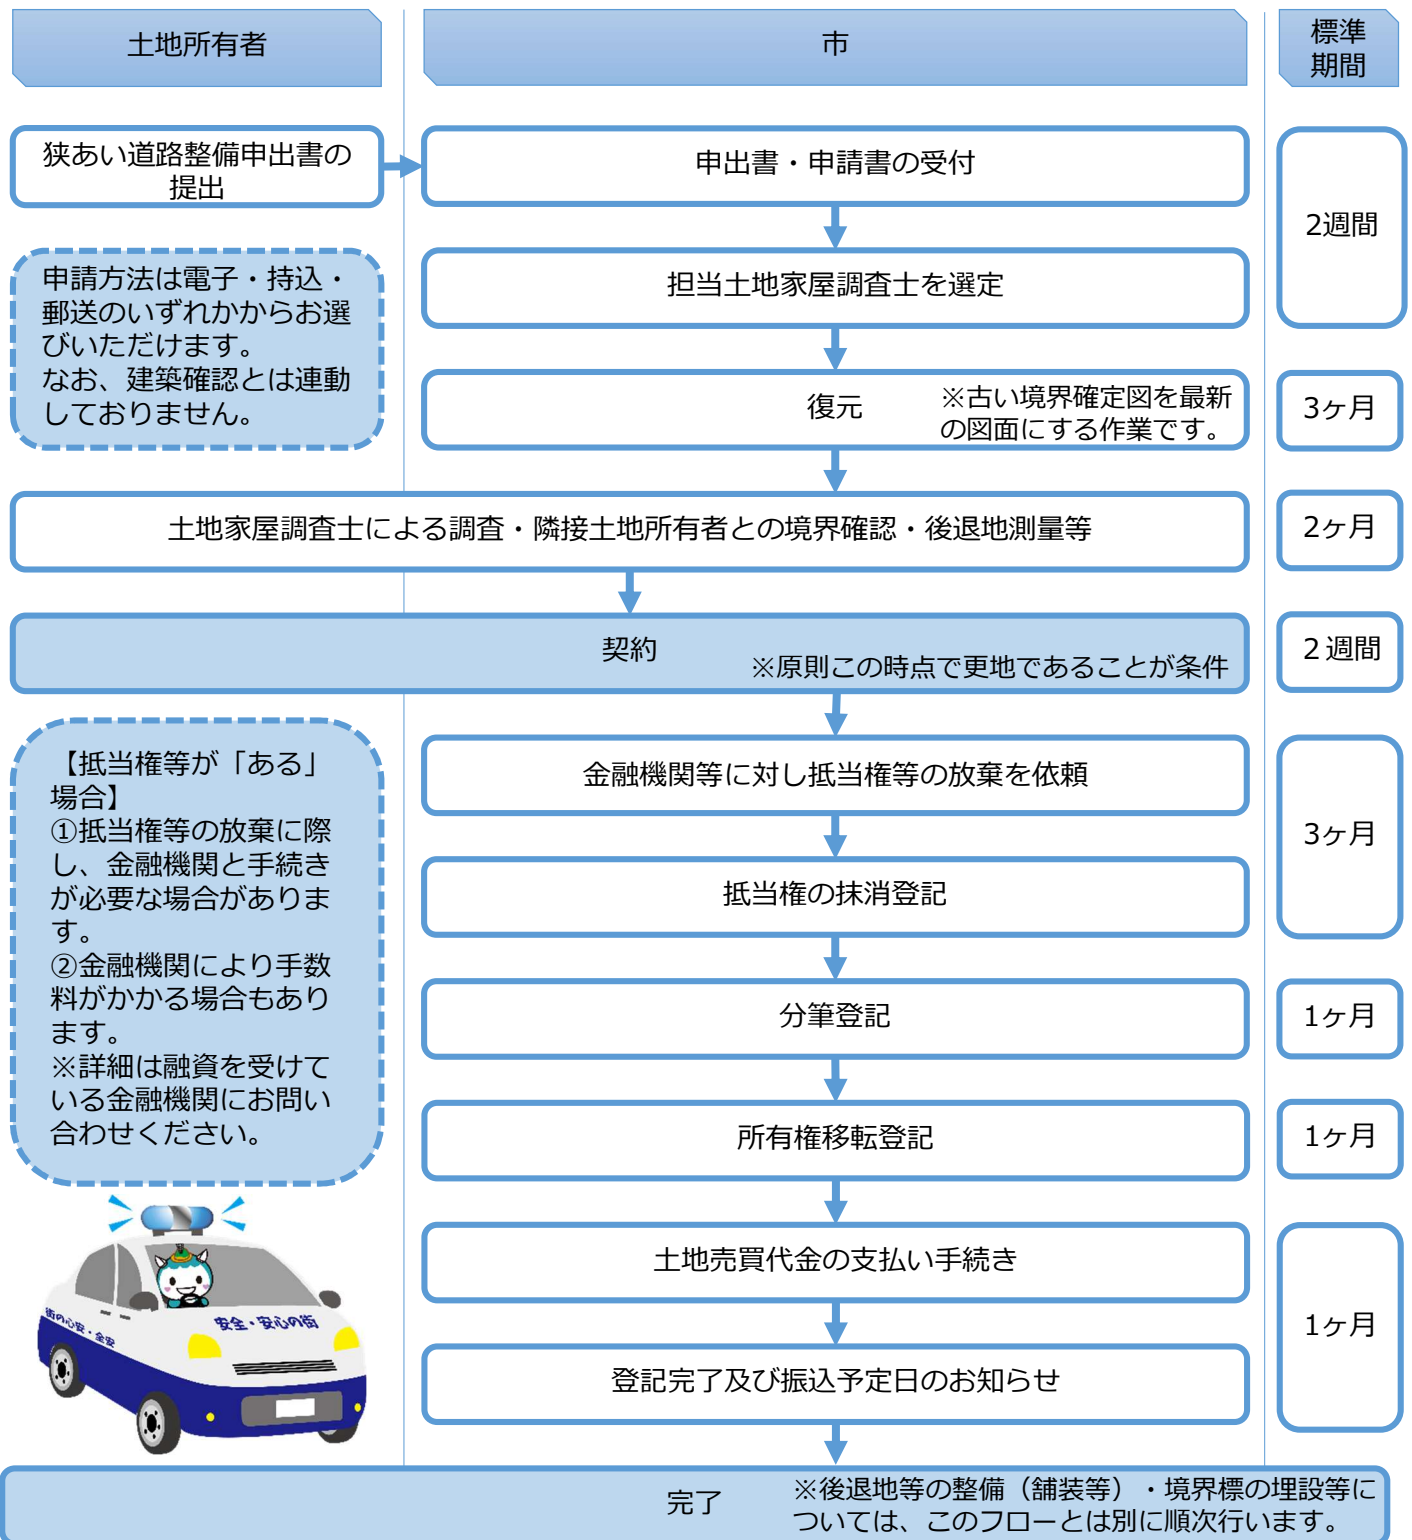 土地所有者
市
標準
期間
狭あい道路整備申出書の
提出
申出書・申請書の受付
2週間
担当土地家屋調査士を選定
申請方法は電子・持込・
郵送のいずれかからお選
びいただけます。
なお、建築確認とは連動
しておりません。
復元
※古い境界確定図を最新
の図面にする作業です。
3ヶ月
土地家屋調査士による調査・隣接土地所有者との境界確認・後退地測量等
2ヶ月
契約
※原則この時点で更地であることが条件
２週間
【抵当権等が「ある」
場合】
①抵当権等の放棄に際
し、金融機関と手続き
が必要な場合がありま
す。
②金融機関により手数
料がかかる場合もあり
ます。
※詳細は融資を受けて
いる金融機関にお問い
合わせください。
金融機関等に対し抵当権等の放棄を依頼
抵当権の抹消登記
3ヶ月
分筆登記
1ヶ月
所有権移転登記
1ヶ月
土地売買代金の支払い手続き
登記完了及び振込予定日のお知らせ
1ヶ月
街の心安・全安
安全・安心の街
完了
※後退地等の整備（舗装等）・境界標の埋設等に
ついては、このフローとは別に順次行います。